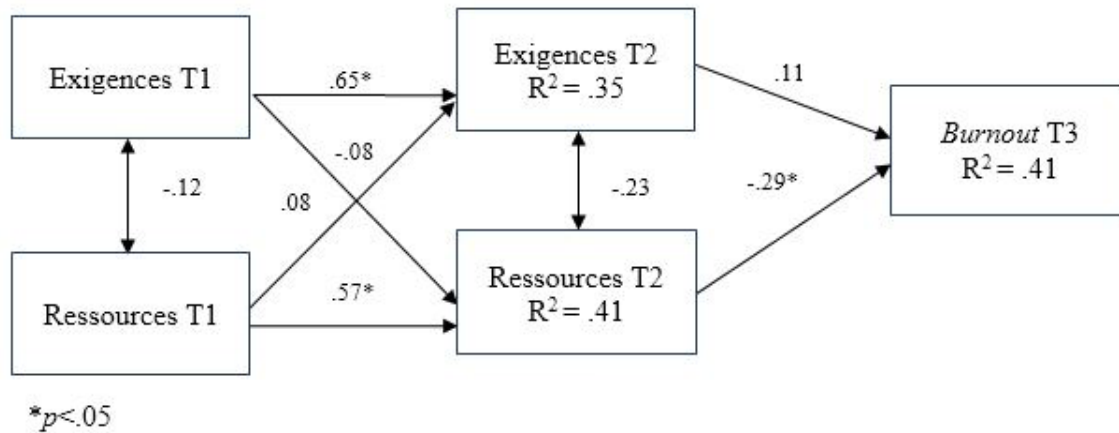 Exigences T1
.65*
Exigences T2
R² = .35
.11
Burnout T3
R² = .41
-.12
-.08
.08
-.23
-.29*
Ressources T1
.57*
Ressources T2
R² = .41
*p<.05